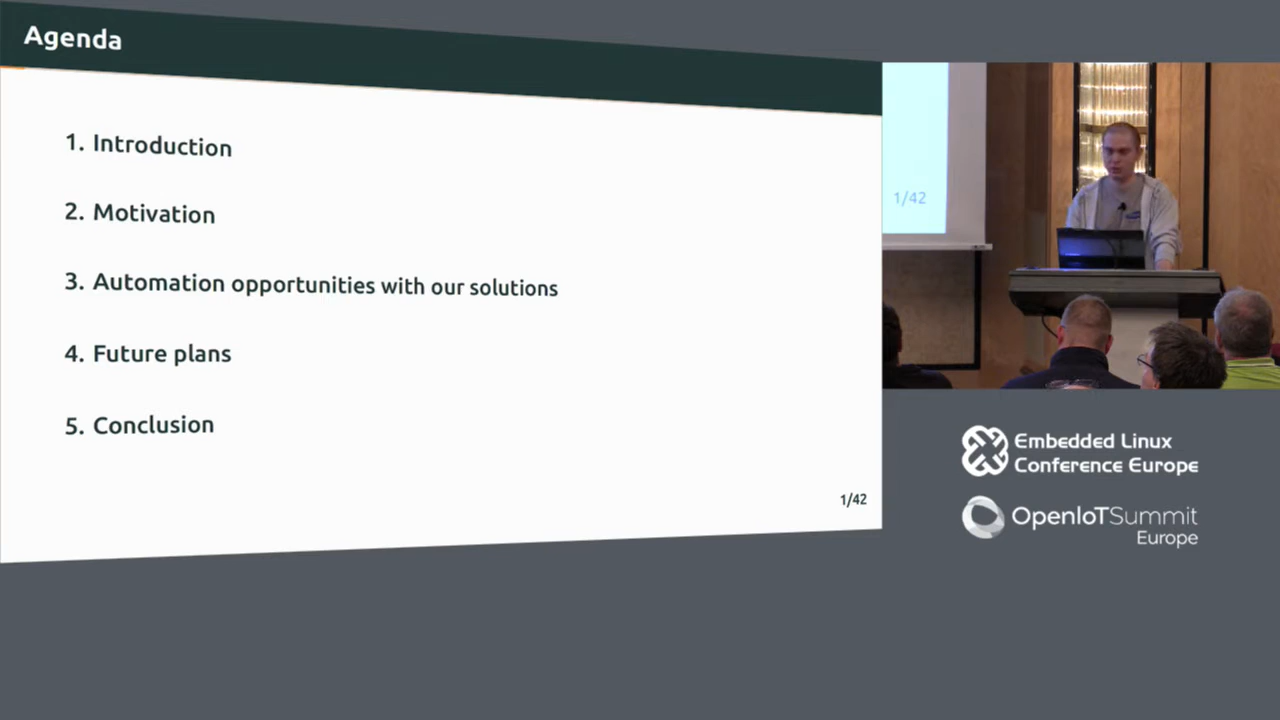 Agenda
1. Introduction
2. Motivation
3. Automation opportunities with our solutions
4. Future plans
5. Conclusion
1/42
1/42
Embedded Linux
Conference Europe
OpenIoTSummit
Europe